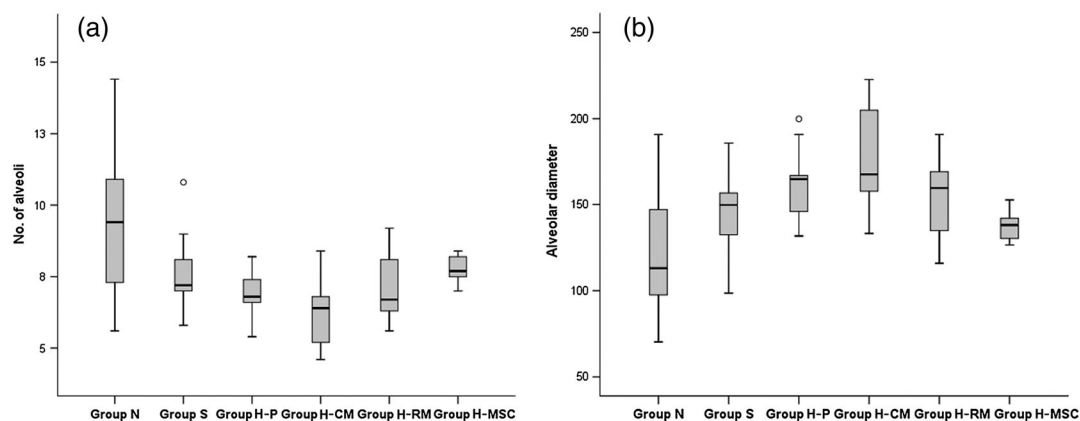 (a)
No. of alveoli
15
13
10
8
5
Group N Group S Group H-P Group H-CM Group H-RM Group H-MSC
(b)
Alveolar diameter
250
200
150
100
50
Group N Group S Group H-P Group H-CM Group H-RM Group H-MSC